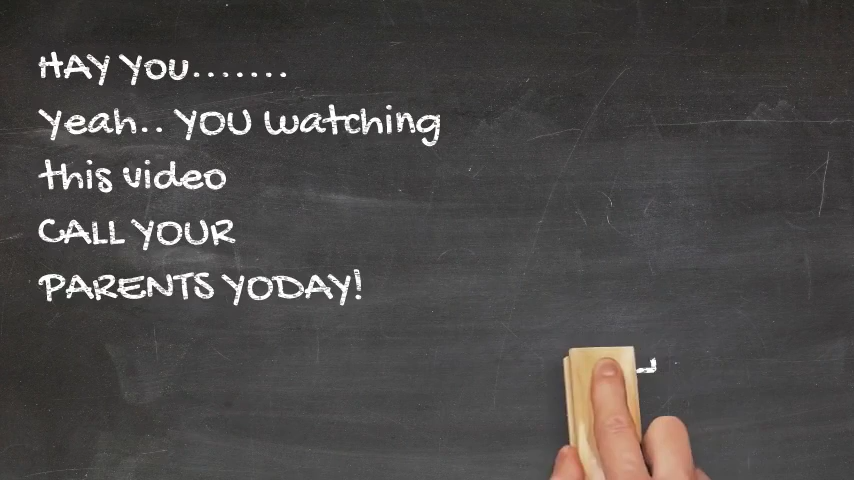 HAY YOU.......
Yeah.. YOU watching
this video
CALL YOUR
PARENTS YODAY!